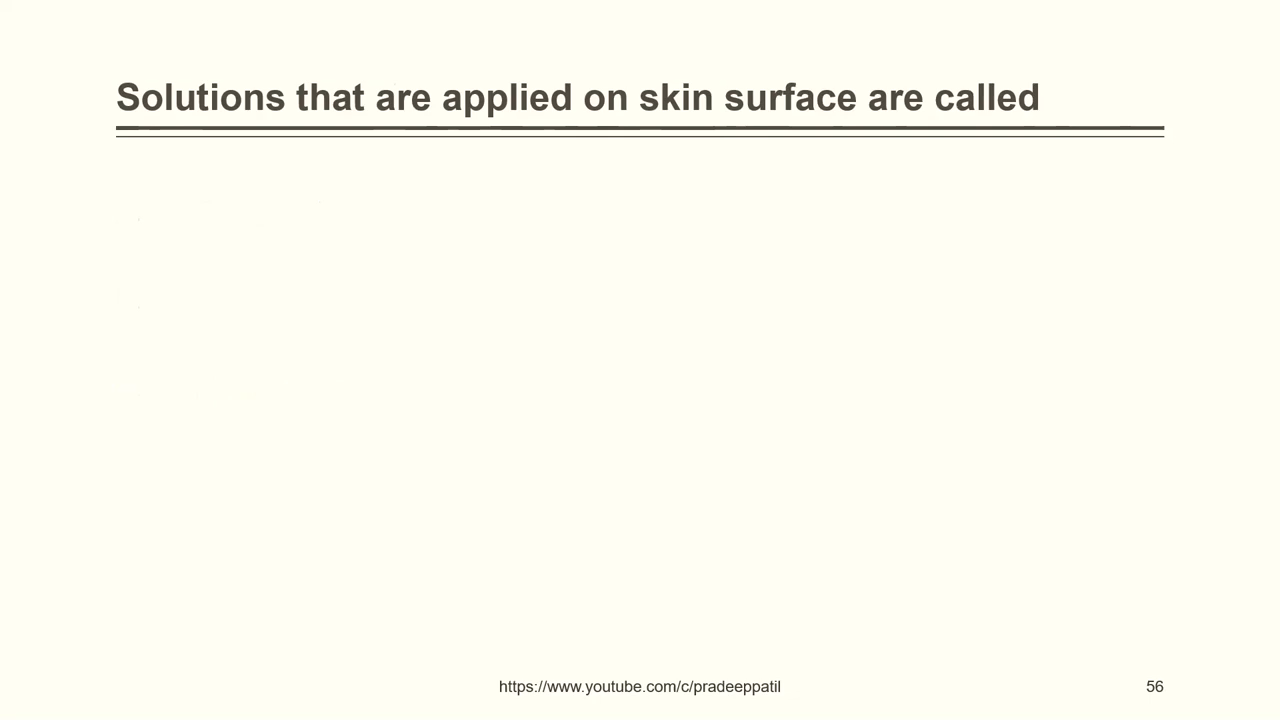 Solutions that are applied on skin surface are called
https://www.youtube.com/c/pradeeppatil
56